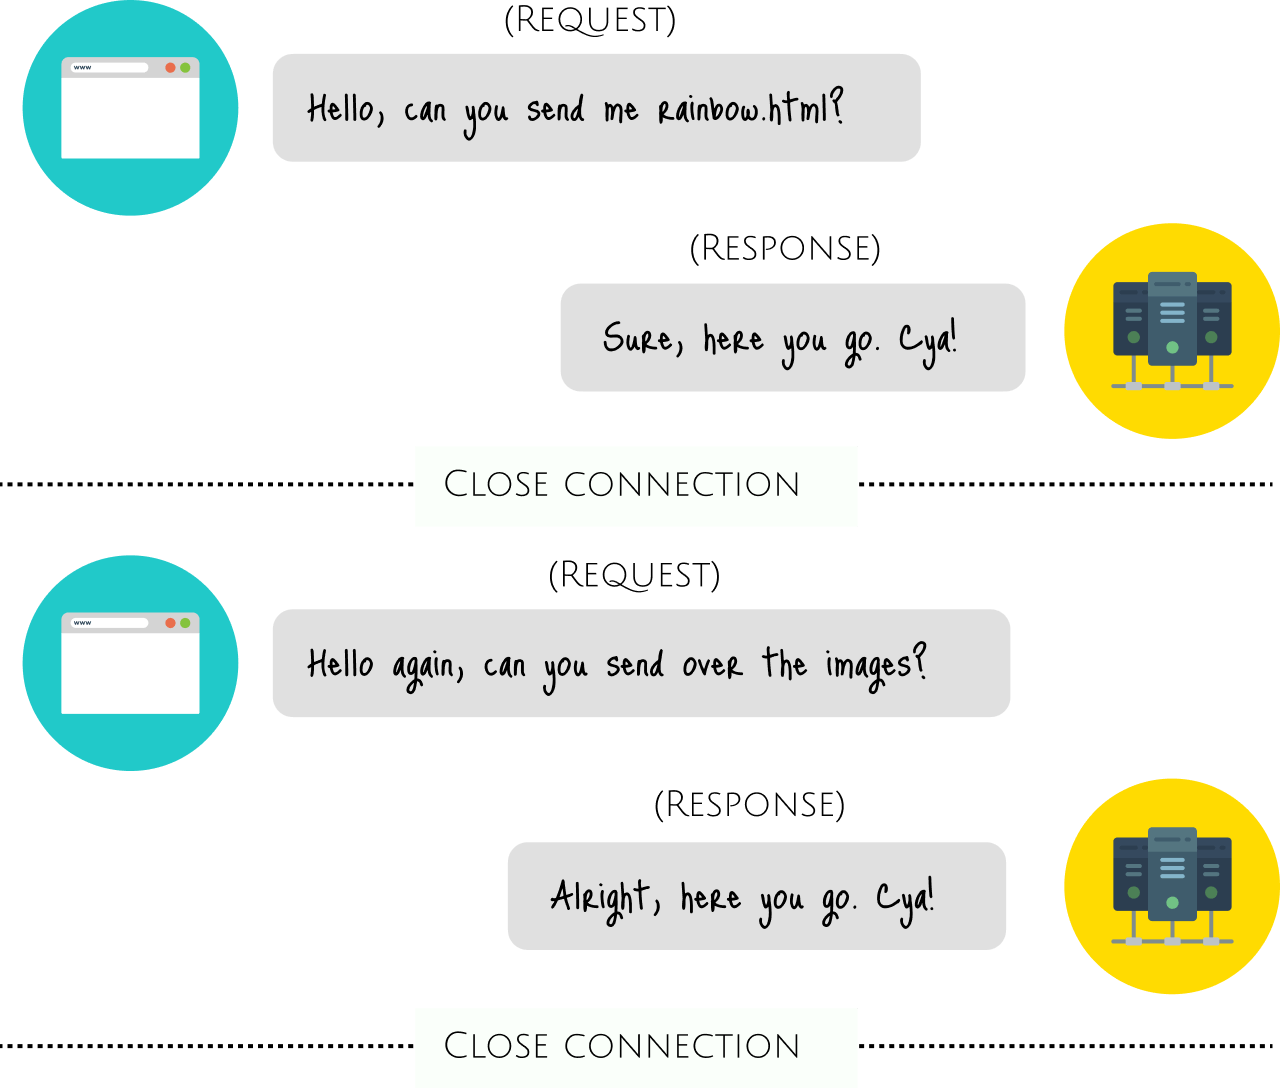 (Request)
www
Hello, can you send me rainbow.html?
(Response)
Sure, here you go. Cya!
Close connection
(Request)
www
Hello again, can you send over the images?
(Response)
Alright, here you go. Cya!
Close connection